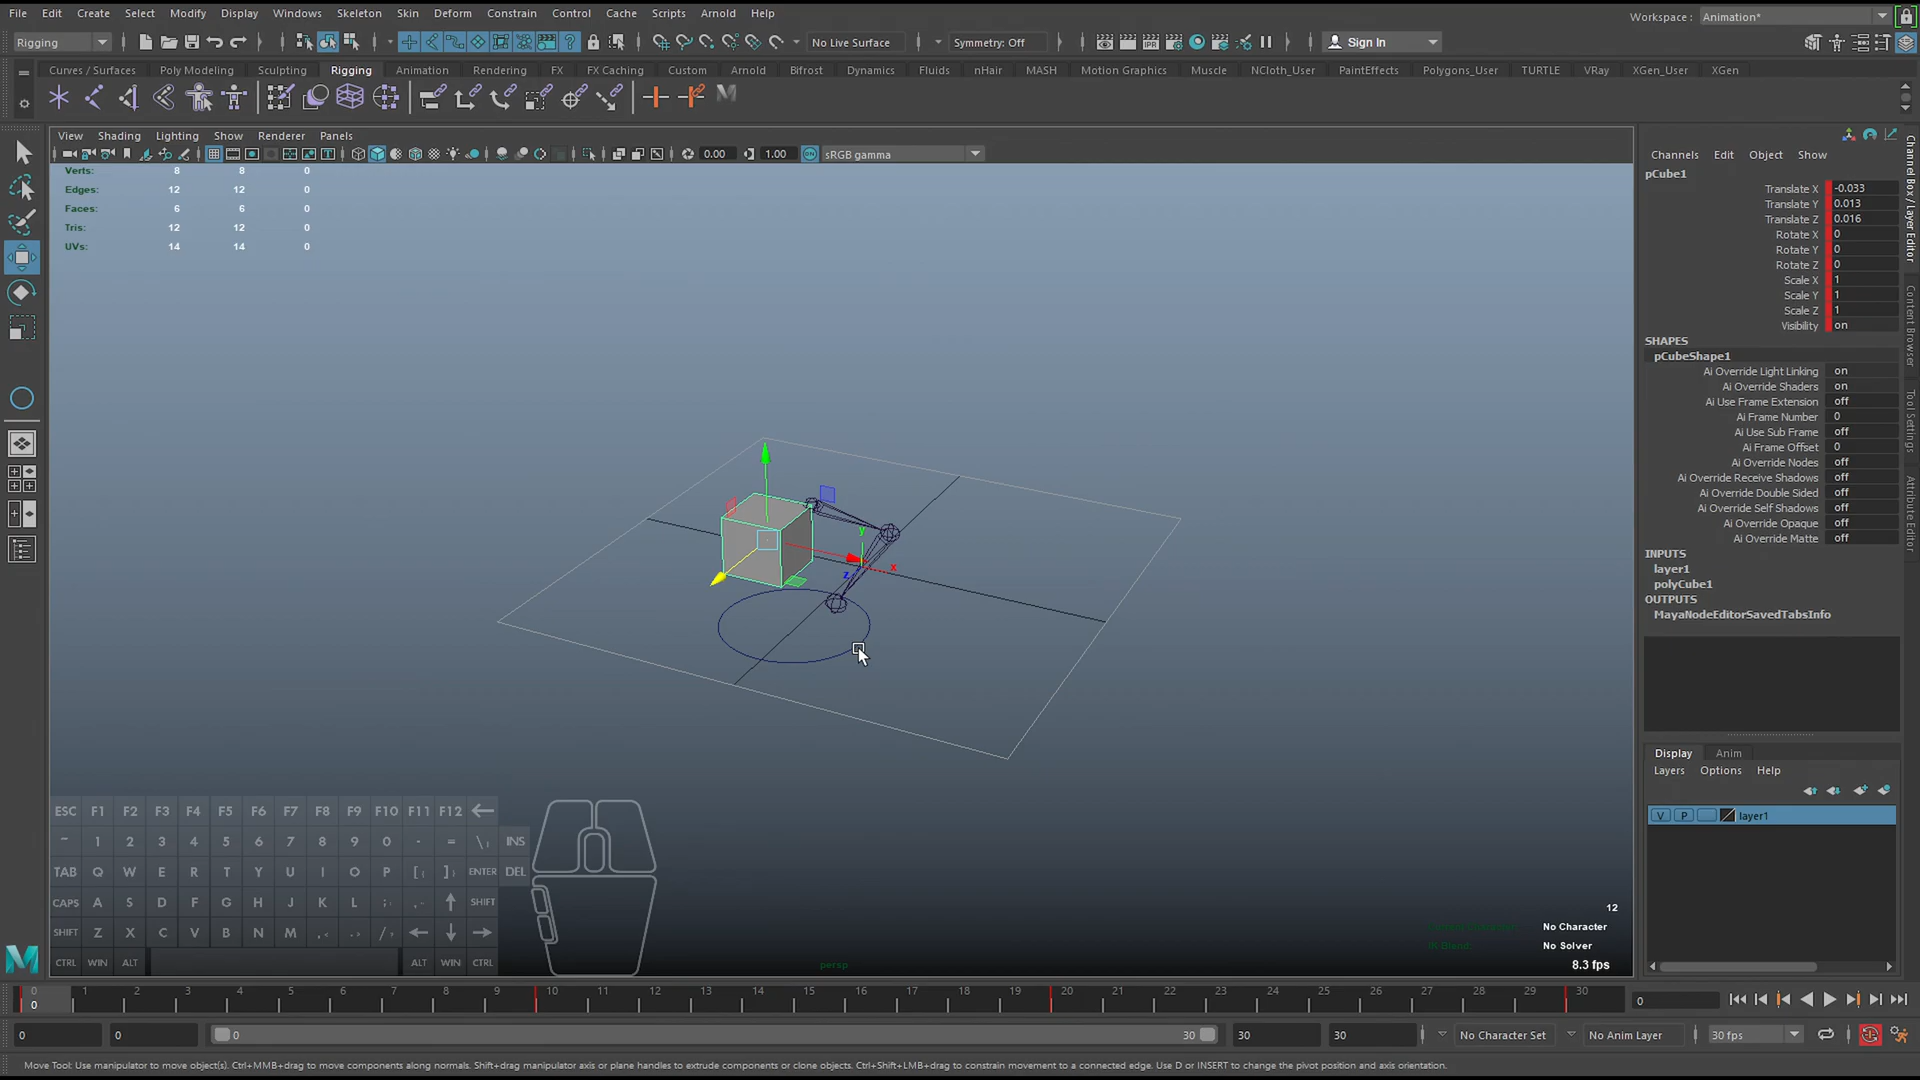 File Edit Create Select Modify Display Windows Skeleton Skin Deform Constrain Control Cache Scripts Arnold Help
Workspace : Animation*
Rigging No Live Surface Symmetry: Off Sign In
Curves / Surfaces Poly Modeling Sculpting Rigging Animation Rendering FX FX Caching Custom Arnold Bifrost Dynamics Fluids nHair MASH Motion Graphics Muscle NCloth_User PaintEffects Polygons_User TURTLE VRay XGen_User XGen
View Shading Lighting Show Renderer Panels
0.00 1.00 sRGB gamma
Verts: 8 8 0
Edges: 12 12 0
Faces: 6 6 0
Tris: 12 12 0
UVs: 14 14 0
y
x
z
Channels Edit Object Show
pCube1
Translate X -0.033
Translate Y 0.013
Translate Z 0.016
Rotate X 0
Rotate Y 0
Rotate Z 0
Scale X 1
Scale Y 1
Scale Z 1
Visibility on
SHAPES
pCubeShape1
Ai Override Light Linking on
Ai Override Shaders on
Ai Use Frame Extension off
Ai Frame Number 0
Ai Use Sub Frame off
Ai Frame Offset 0
Ai Override Nodes off
Ai Override Receive Shadows off
Ai Override Double Sided off
Ai Override Self Shadows off
Ai Override Opaque off
Ai Override Matte off
INPUTS
layer1
polyCube1
OUTPUTS
MayaNodeEditorSavedTabsInfo
Channel Box / Layer Editor
Content Browser
Tool Settings
Attribute Editor
Display Anim
Layers Options Help
V P layer1
ESC F1 F2 F3 F4 F5 F6 F7 F8 F9 F10 F11 F12
1 2 3 4 5 6 7 8 9 0 - = \ INS
TAB Q W E R T Y U I O P [ ] ENTER DEL
CAPS A S D F G H J K L ; SHIFT
SHIFT Z X C V B N M , . /
CTRL WIN ALT ALT WIN CTRL
12
No Character
IK Blend: No Solver
persp 8.3 fps
0 1 2 3 4 5 6 7 8 9 10 11 12 13 14 15 16 17 18 19 20 21 22 23 24 25 26 27 28 29 30
0 0
0 0 0 30 30 30 No Character Set No Anim Layer 30 fps
Move Tool: Use manipulator to move object(s). Ctrl+MMB+drag to move components along normals. Shift+drag manipulator axis or plane handles to extrude components or clone objects. Ctrl+Shift+LMB+drag to constrain movement to a connected edge. Use D or INSERT to change the pivot position and axis orientation.